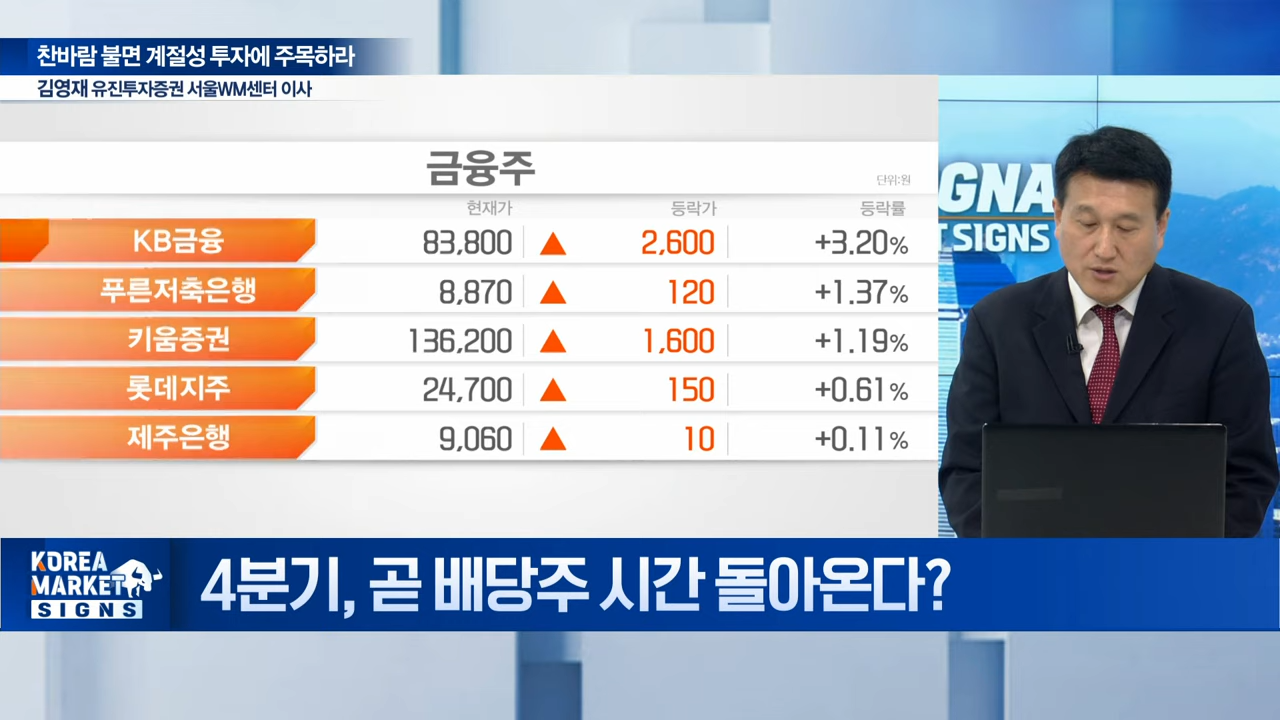 찬바람 불면 계절성 투자에 주목하라
김영재 유진투자증권 서울WM센터 이사
금융주
단위:원
현재가 등락가 등락률
KB금융 83,800 ▲ 2,600 +3.20%
푸른저축은행 8,870 ▲ 120 +1.37%
키움증권 136,200 ▲ 1,600 +1.19%
롯데지주 24,700 ▲ 150 +0.61%
제주은행 9,060 ▲ 10 +0.11%
GNA
T SIGNS
KOREA
MARKET
SIGNS
4분기, 곧 배당주 시간 돌아온다?